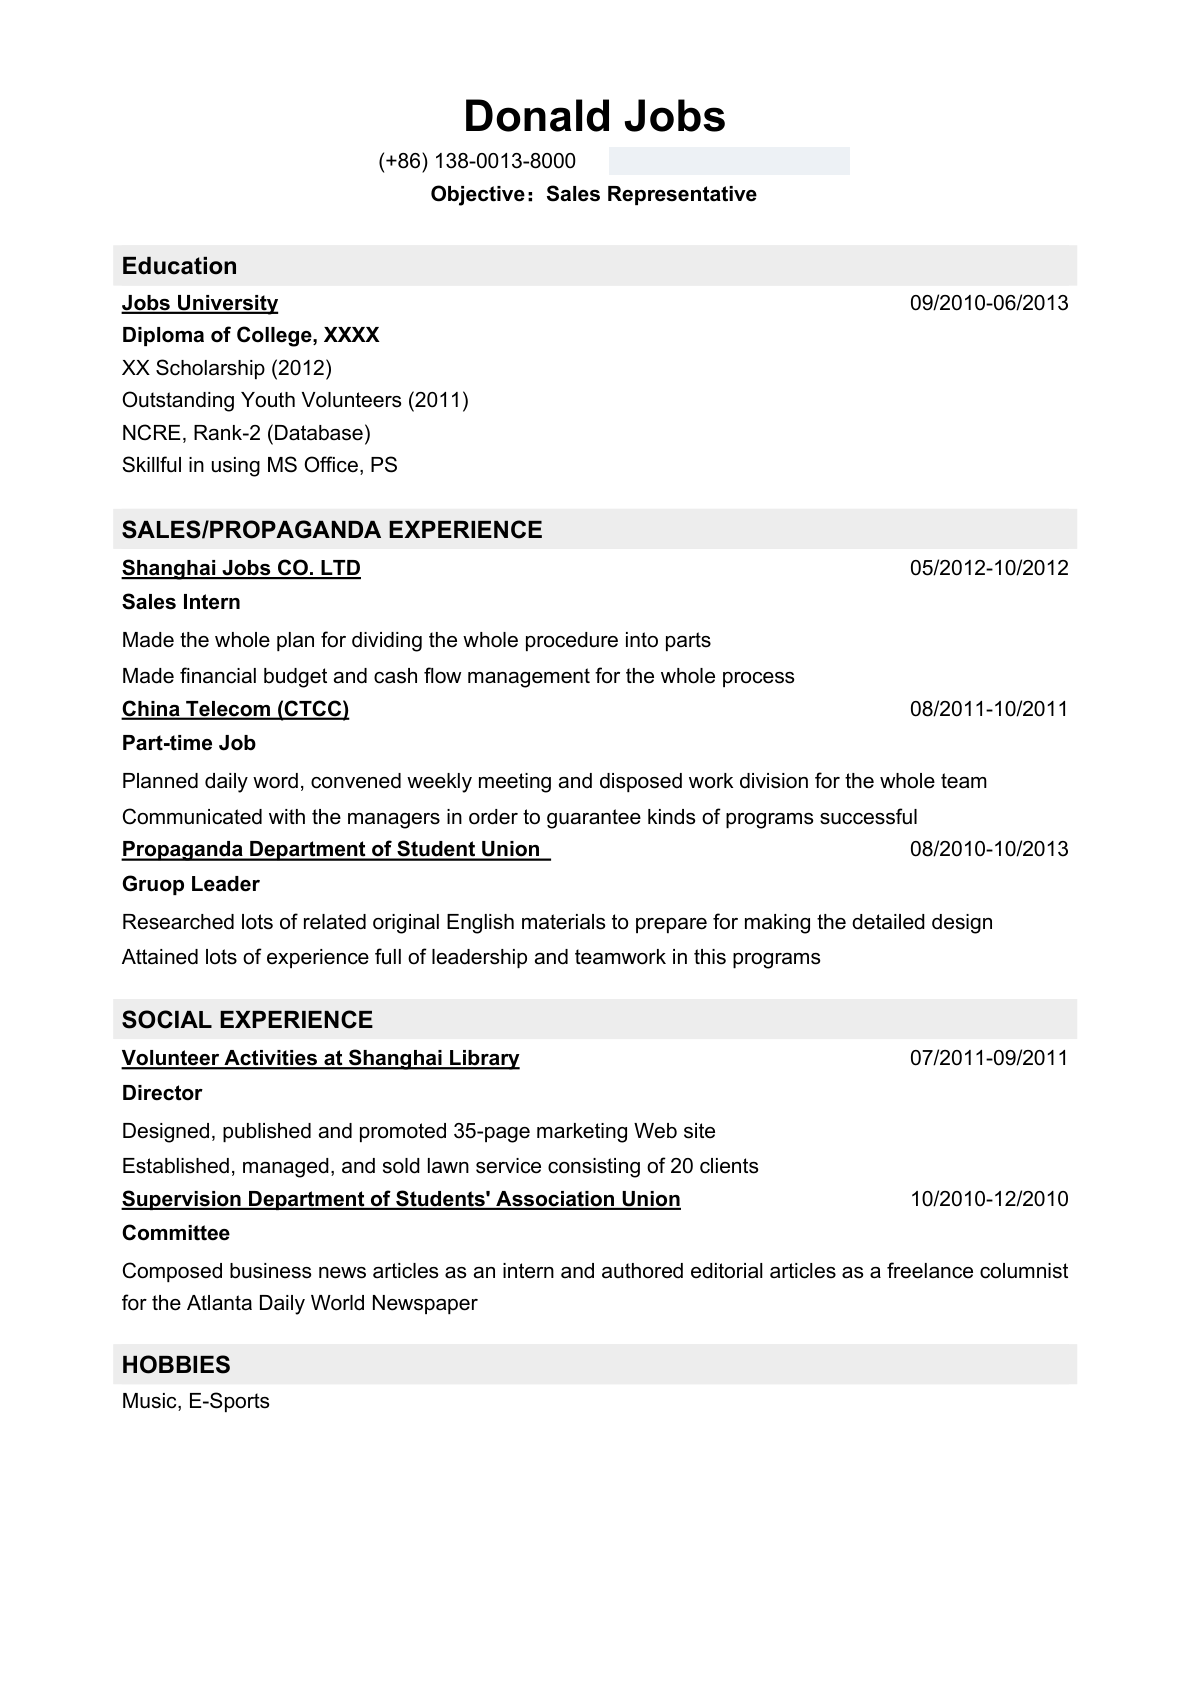 Donald Jobs
(+86) 138-0013-8000
Objective：Sales Representative
Education
Jobs University 09/2010-06/2013
Diploma of College, XXXX
XX Scholarship (2012)
Outstanding Youth Volunteers (2011)
NCRE, Rank-2 (Database)
Skillful in using MS Office, PS
SALES/PROPAGANDA EXPERIENCE
Shanghai Jobs CO. LTD 05/2012-10/2012
Sales Intern
Made the whole plan for dividing the whole procedure into parts
Made financial budget and cash flow management for the whole process
China Telecom (CTCC) 08/2011-10/2011
Part-time Job
Planned daily word, convened weekly meeting and disposed work division for the whole team
Communicated with the managers in order to guarantee kinds of programs successful
Propaganda Department of Student Union 08/2010-10/2013
Gruop Leader
Researched lots of related original English materials to prepare for making the detailed design
Attained lots of experience full of leadership and teamwork in this programs
SOCIAL EXPERIENCE
Volunteer Activities at Shanghai Library 07/2011-09/2011
Director
Designed, published and promoted 35-page marketing Web site
Established, managed, and sold lawn service consisting of 20 clients
Supervision Department of Students' Association Union 10/2010-12/2010
Committee
Composed business news articles as an intern and authored editorial articles as a freelance columnist
for the Atlanta Daily World Newspaper
HOBBIES
Music, E-Sports